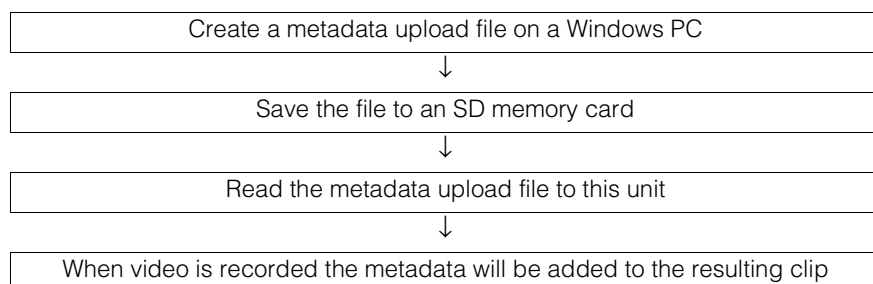 Create a metadata upload file on a Windows PC
↓
Save the file to an SD memory card
↓
Read the metadata upload file to this unit
↓
When video is recorded the metadata will be added to the resulting clip